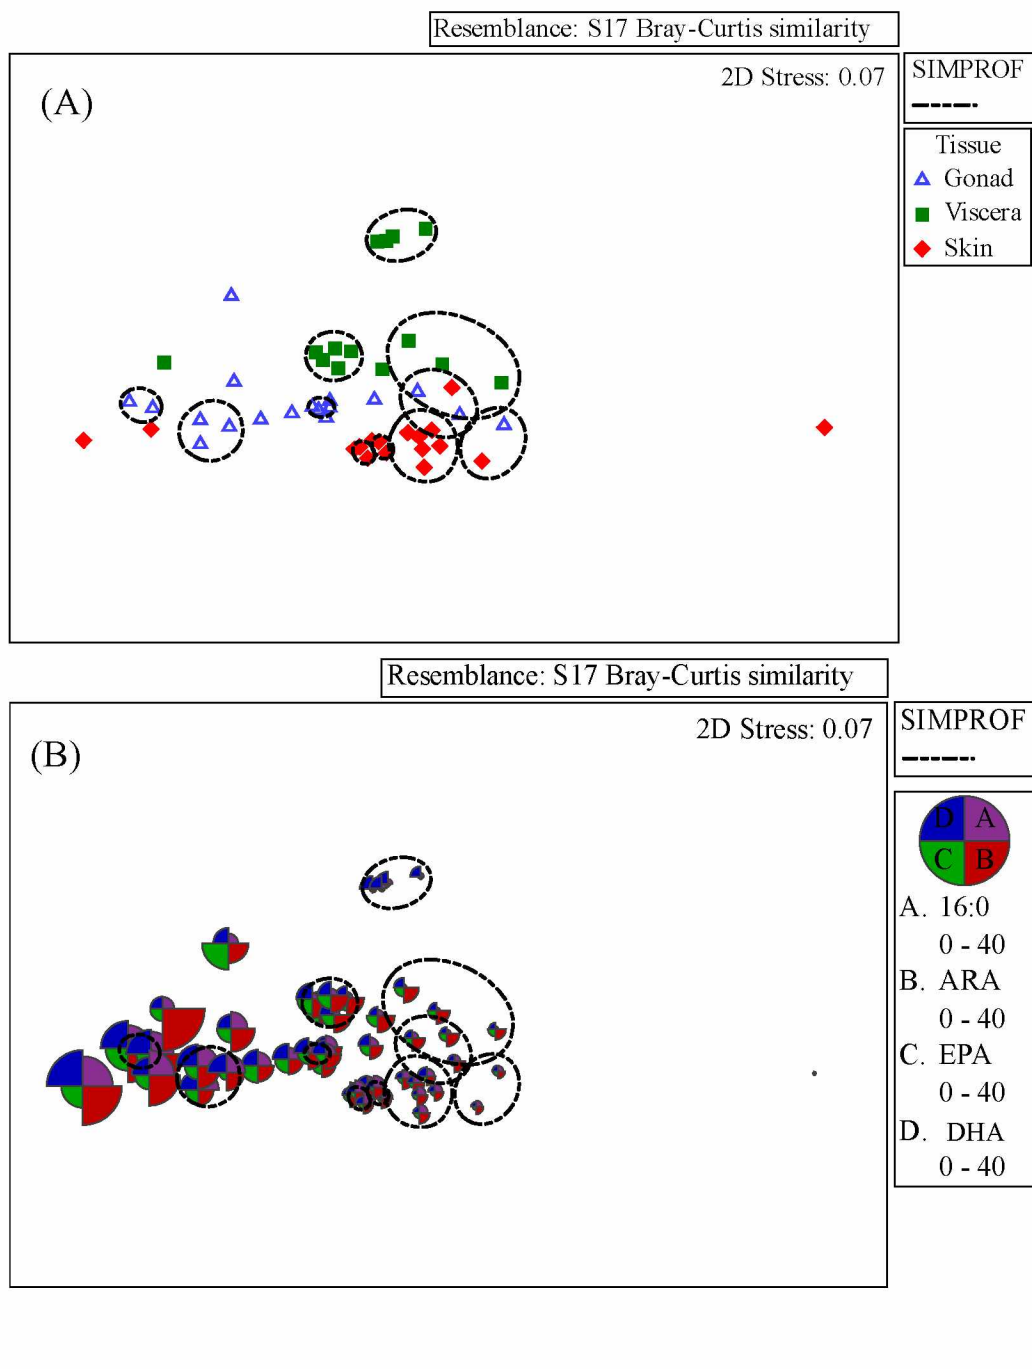 Resemblance: S17 Bray-Curtis similarity
(A)
2D Stress: 0.07
SIMPROF
Tissue
Gonad
Viscera
Skin
Resemblance: S17 Bray-Curtis similarity
(B)
2D Stress: 0.07
SIMPROF
D A
C B
A. 16:0
0 - 40
B. ARA
0 - 40
C. EPA
0 - 40
D. DHA
0 - 40